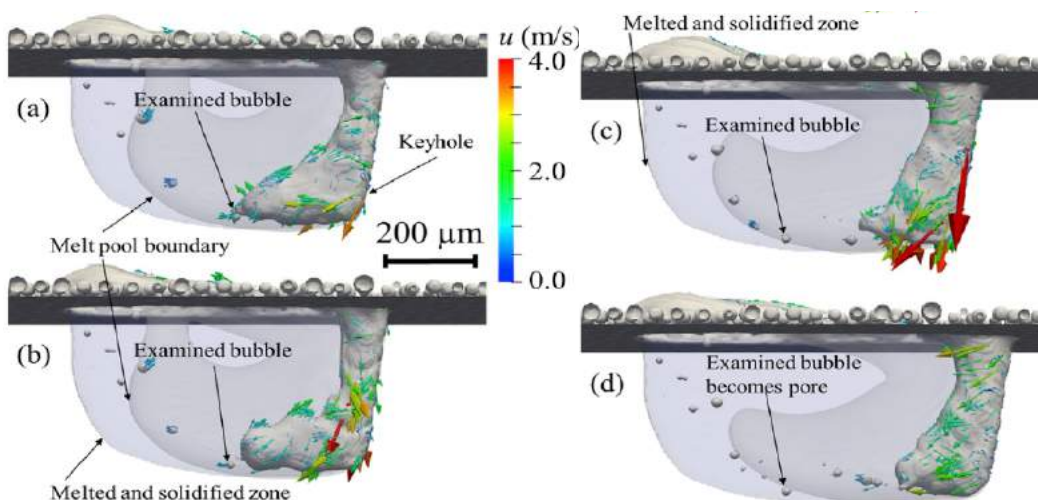 (a)
Examined bubble
Keyhole
Melt pool boundary
u (m/s)
4.0
2.0
0.0
200 μm
(b)
Examined bubble
Melted and solidified zone
Melted and solidified zone
(c)
Examined bubble
(d)
Examined bubble
becomes pore